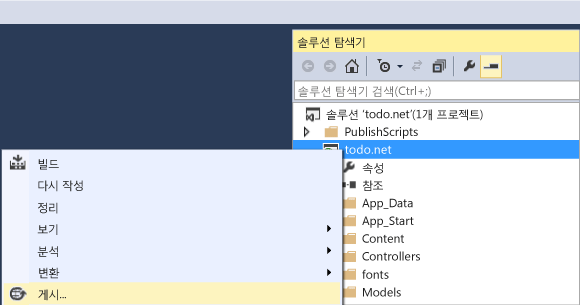 솔루션 탐색기
솔루션 탐색기 검색(Ctrl+;)
솔루션 'todo.net'(1개 프로젝트)
PublishScripts
todo.net
속성
참조
App_Data
App_Start
Content
Controllers
fonts
Models
빌드
다시 작성
정리
보기
분석
변환
게시...